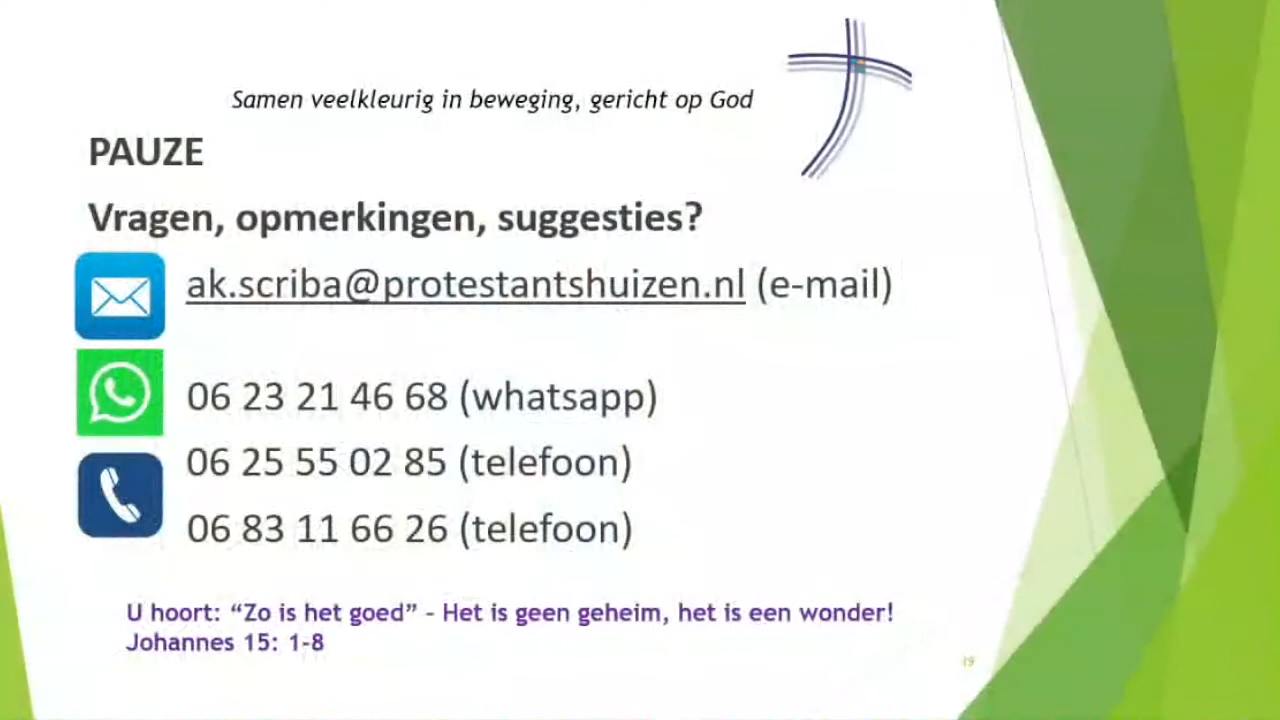 Samen veelkleurig in beweging, gericht op God
PAUZE
Vragen, opmerkingen, suggesties?
ak.scriba@protestantshuizen.nl (e-mail)
06 23 21 46 68 (whatsapp)
06 25 55 02 85 (telefoon)
06 83 11 66 26 (telefoon)
U hoort: “Zo is het goed” - Het is geen geheim, het is een wonder!
Johannes 15: 1-8
19